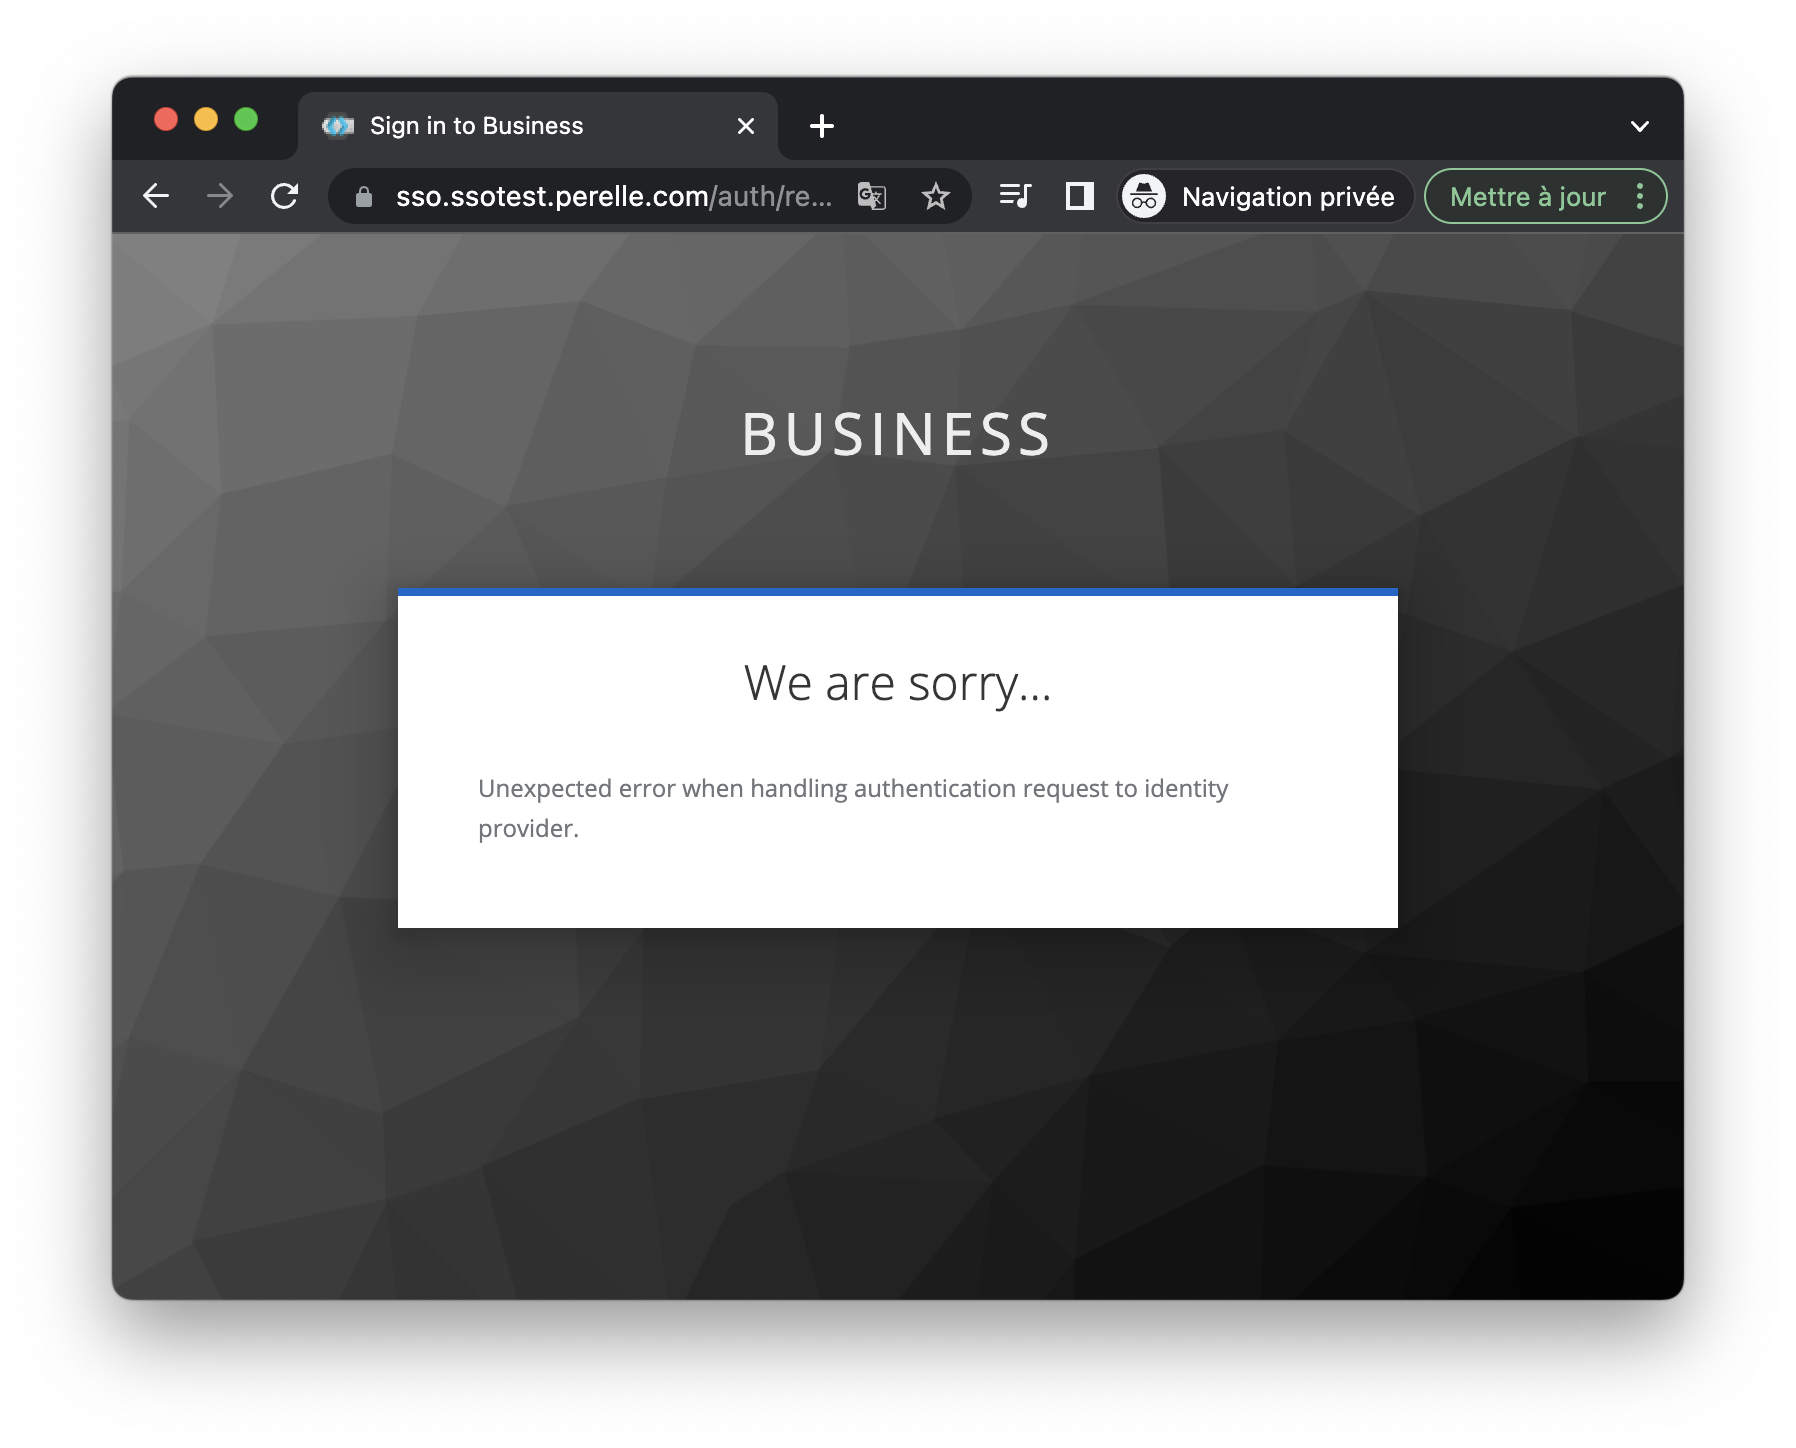 Sign in to Business
sso.ssotest.perelle.com/auth/re...
Navigation privée
Mettre à jour
BUSINESS
We are sorry...
Unexpected error when handling authentication request to identity
provider.